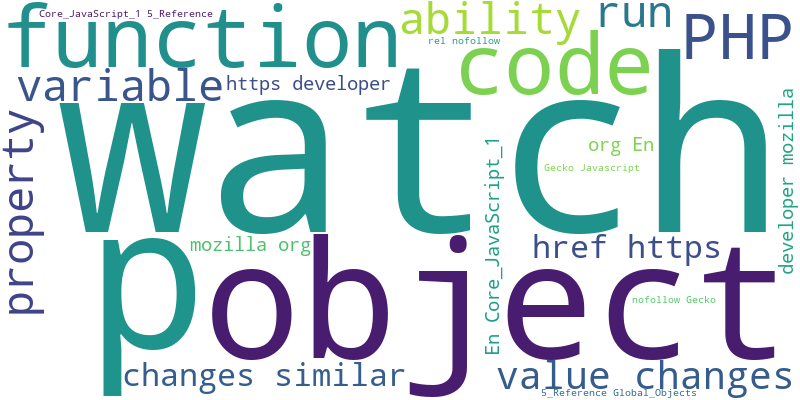 Core_JavaScript_1 5_Reference
function
ability
run
PHP
rel nofollow
code
variable
https developer
watch
property
developer mozilla
org En
Gecko Javascript
En Core_JavaScript_1
p
object
mozilla org
href https
nofollow Gecko
changes similar
value changes
5_Reference Global_Objects